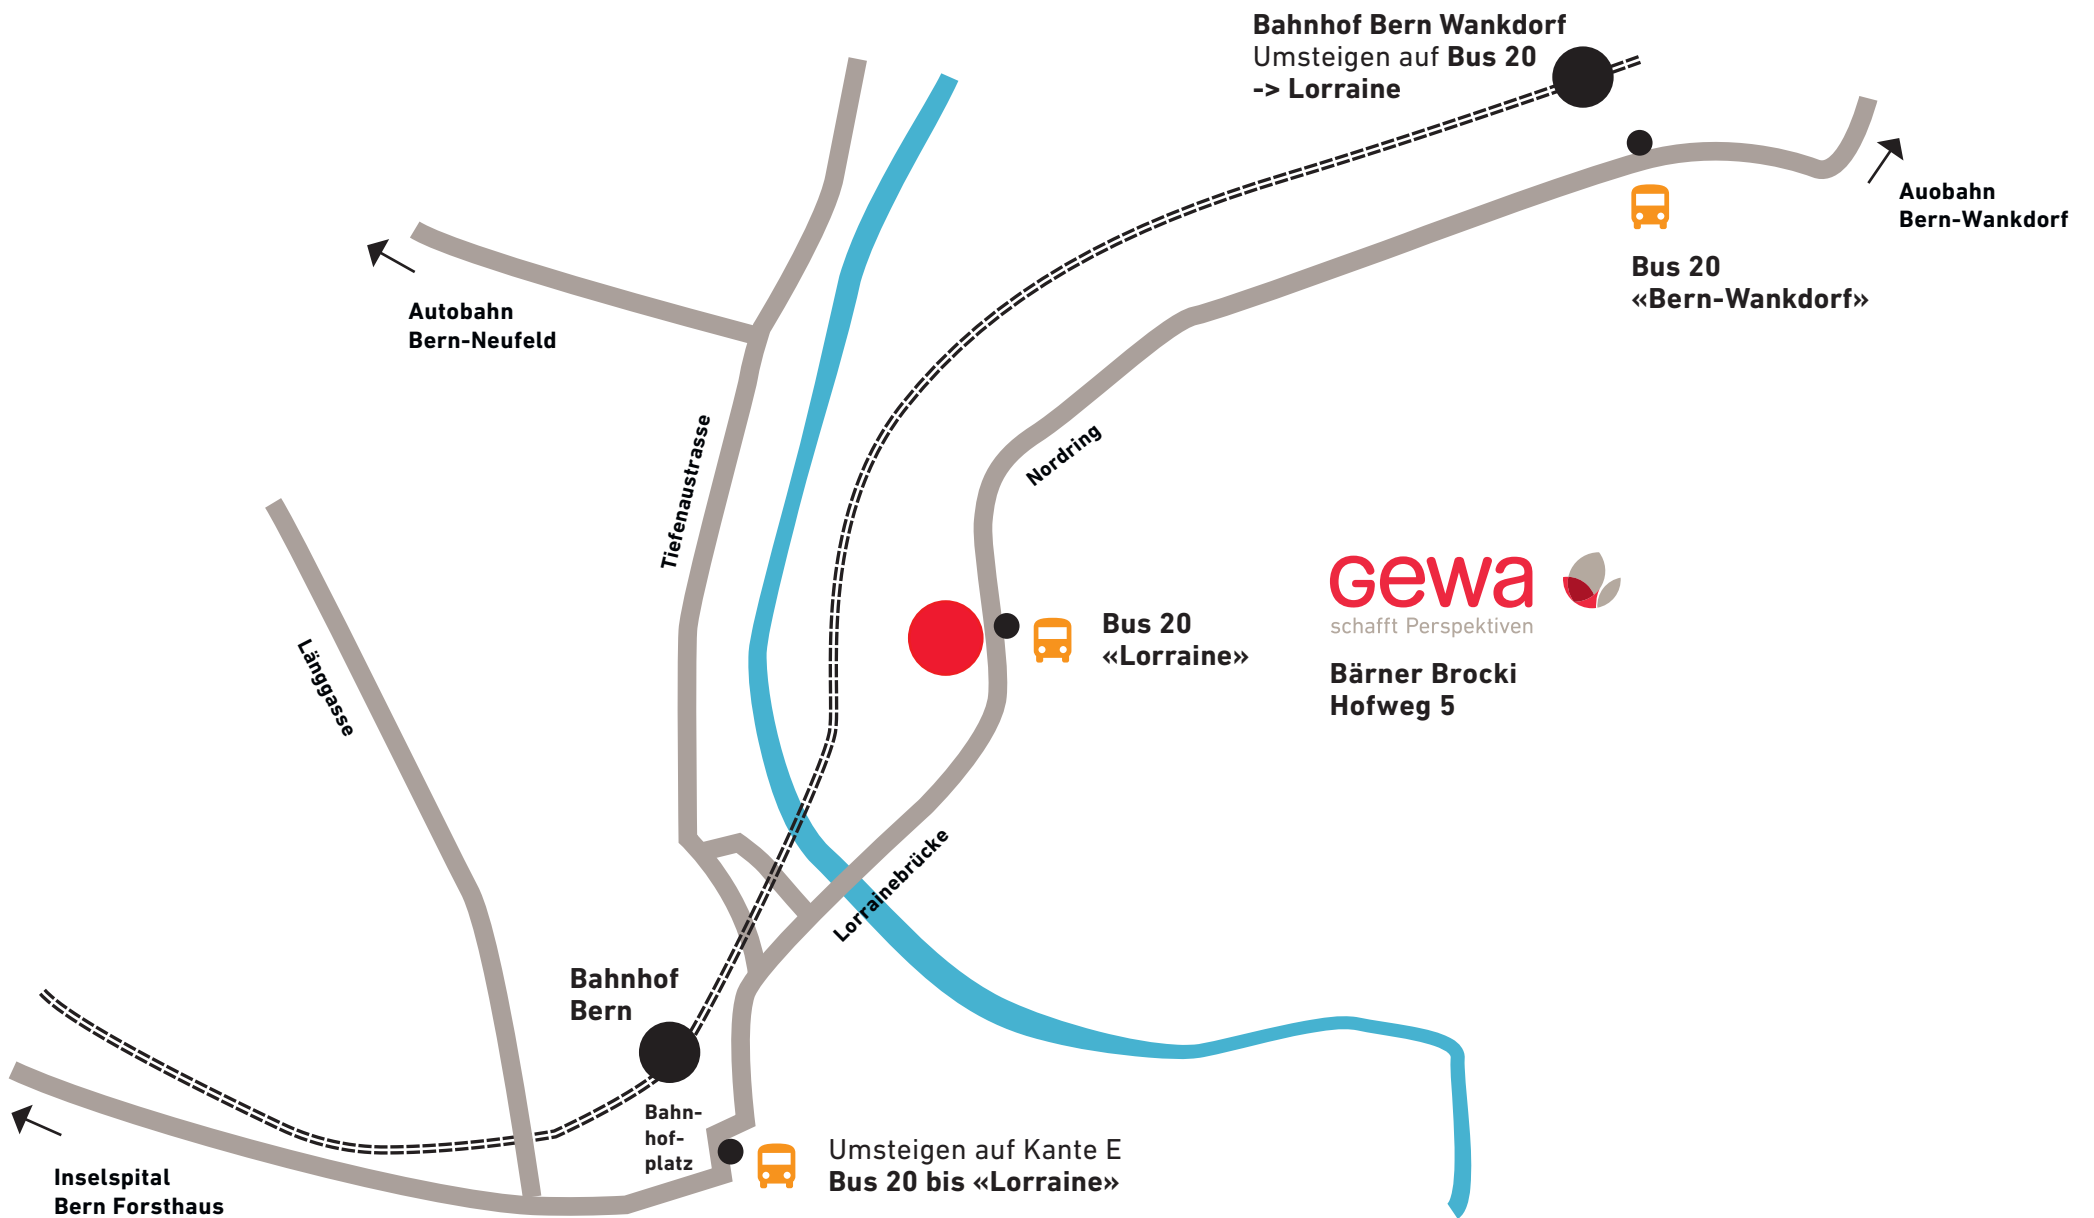 Bahnhof Bern Wankdorf
Umsteigen auf Bus 20
-> Lorraine
Auobahn
Bern-Wankdorf
Bus 20
«Bern-Wankdorf»
Autobahn
Bern-Neufeld
Tiefenaustrasse
Nordring
Länggasse
Bus 20
«Lorraine»
Gewa
schafft Perspektiven
Bärner Brocki
Hofweg 5
Lorrainebrücke
Bahnhof
Bern
Bahn-
hof-
platz
Umsteigen auf Kante E
Bus 20 bis «Lorraine»
Inselspital
Bern Forsthaus